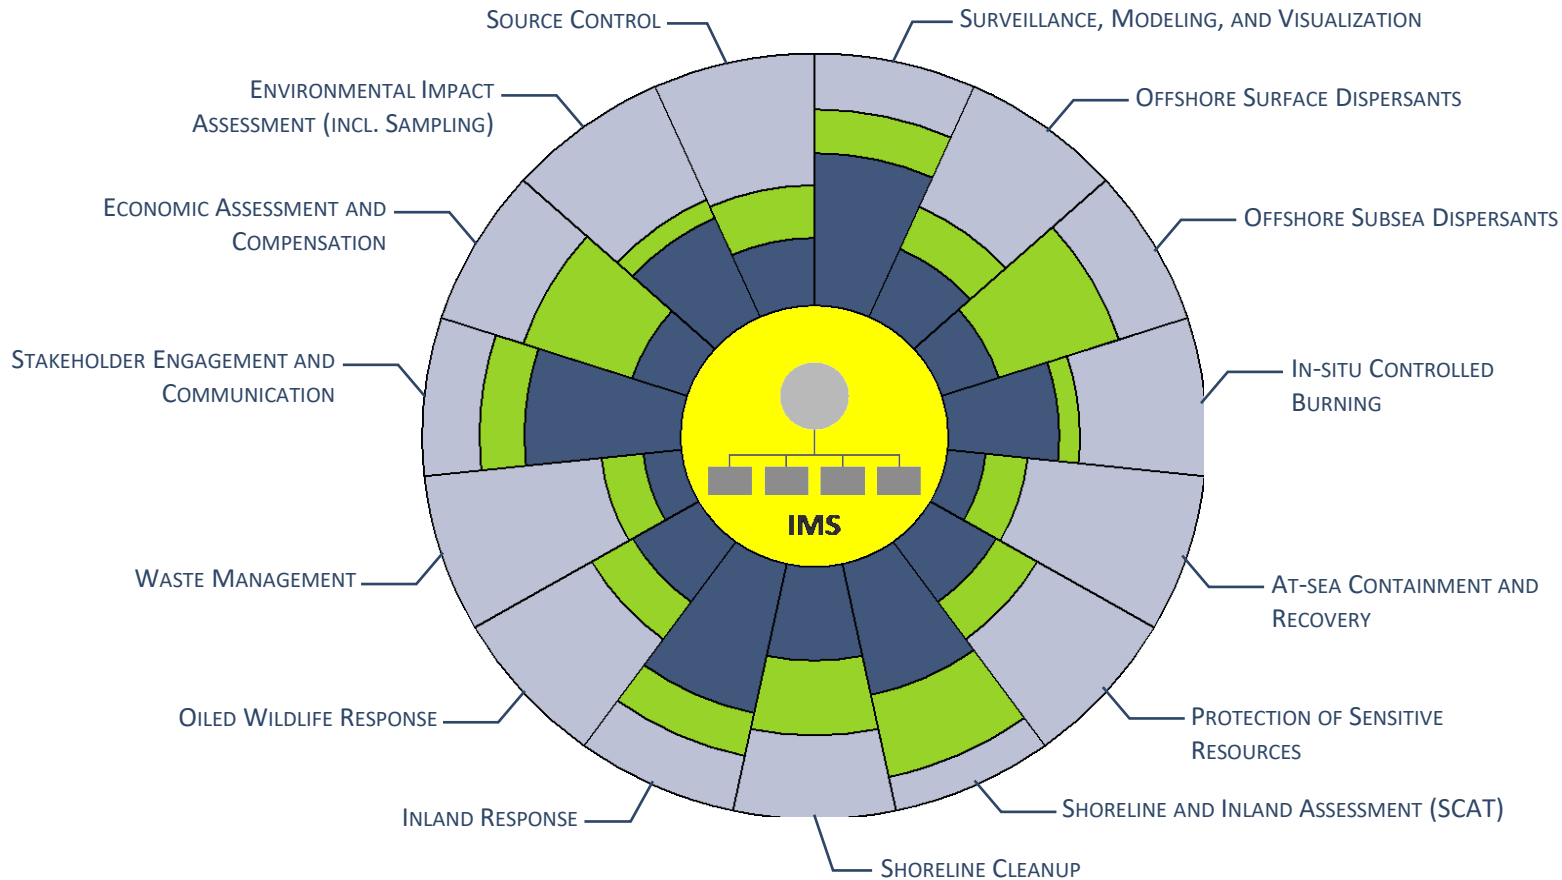 SOURCE CONTROL
SURVEILLANCE, MODELING, AND VISUALIZATION
ENVIRONMENTAL IMPACT
ASSESSMENT (INCL. SAMPLING)
OFFSHORE SURFACE DISPERSANTS
ECONOMIC ASSESSMENT AND
COMPENSATION
OFFSHORE SUBSEA DISPERSANTS
STAKEHOLDER ENGAGEMENT AND
COMMUNICATION
IN-SITU CONTROLLED
BURNING
IMS
WASTE MANAGEMENT
AT-SEA CONTAINMENT AND
RECOVERY
OILED WILDLIFE RESPONSE
PROTECTION OF SENSITIVE
RESOURCES
INLAND RESPONSE
SHORELINE AND INLAND ASSESSMENT (SCAT)
SHORELINE CLEANUP